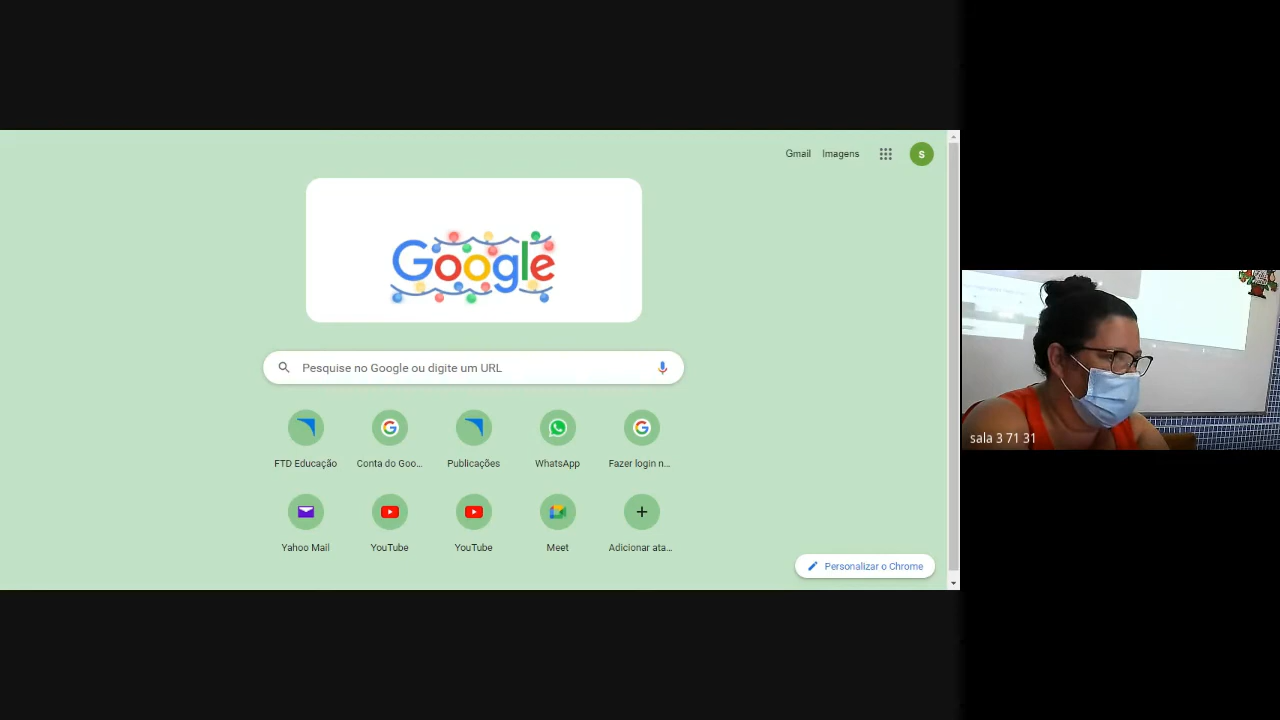 Gmail Imagens S
Google
Pesquise no Google ou digite um URL
FTD Educação Conta do Goo... Publicações WhatsApp Fazer login n...
Yahoo Mail YouTube YouTube Meet Adicionar ata...
Personalizar o Chrome
sala 3 71 31